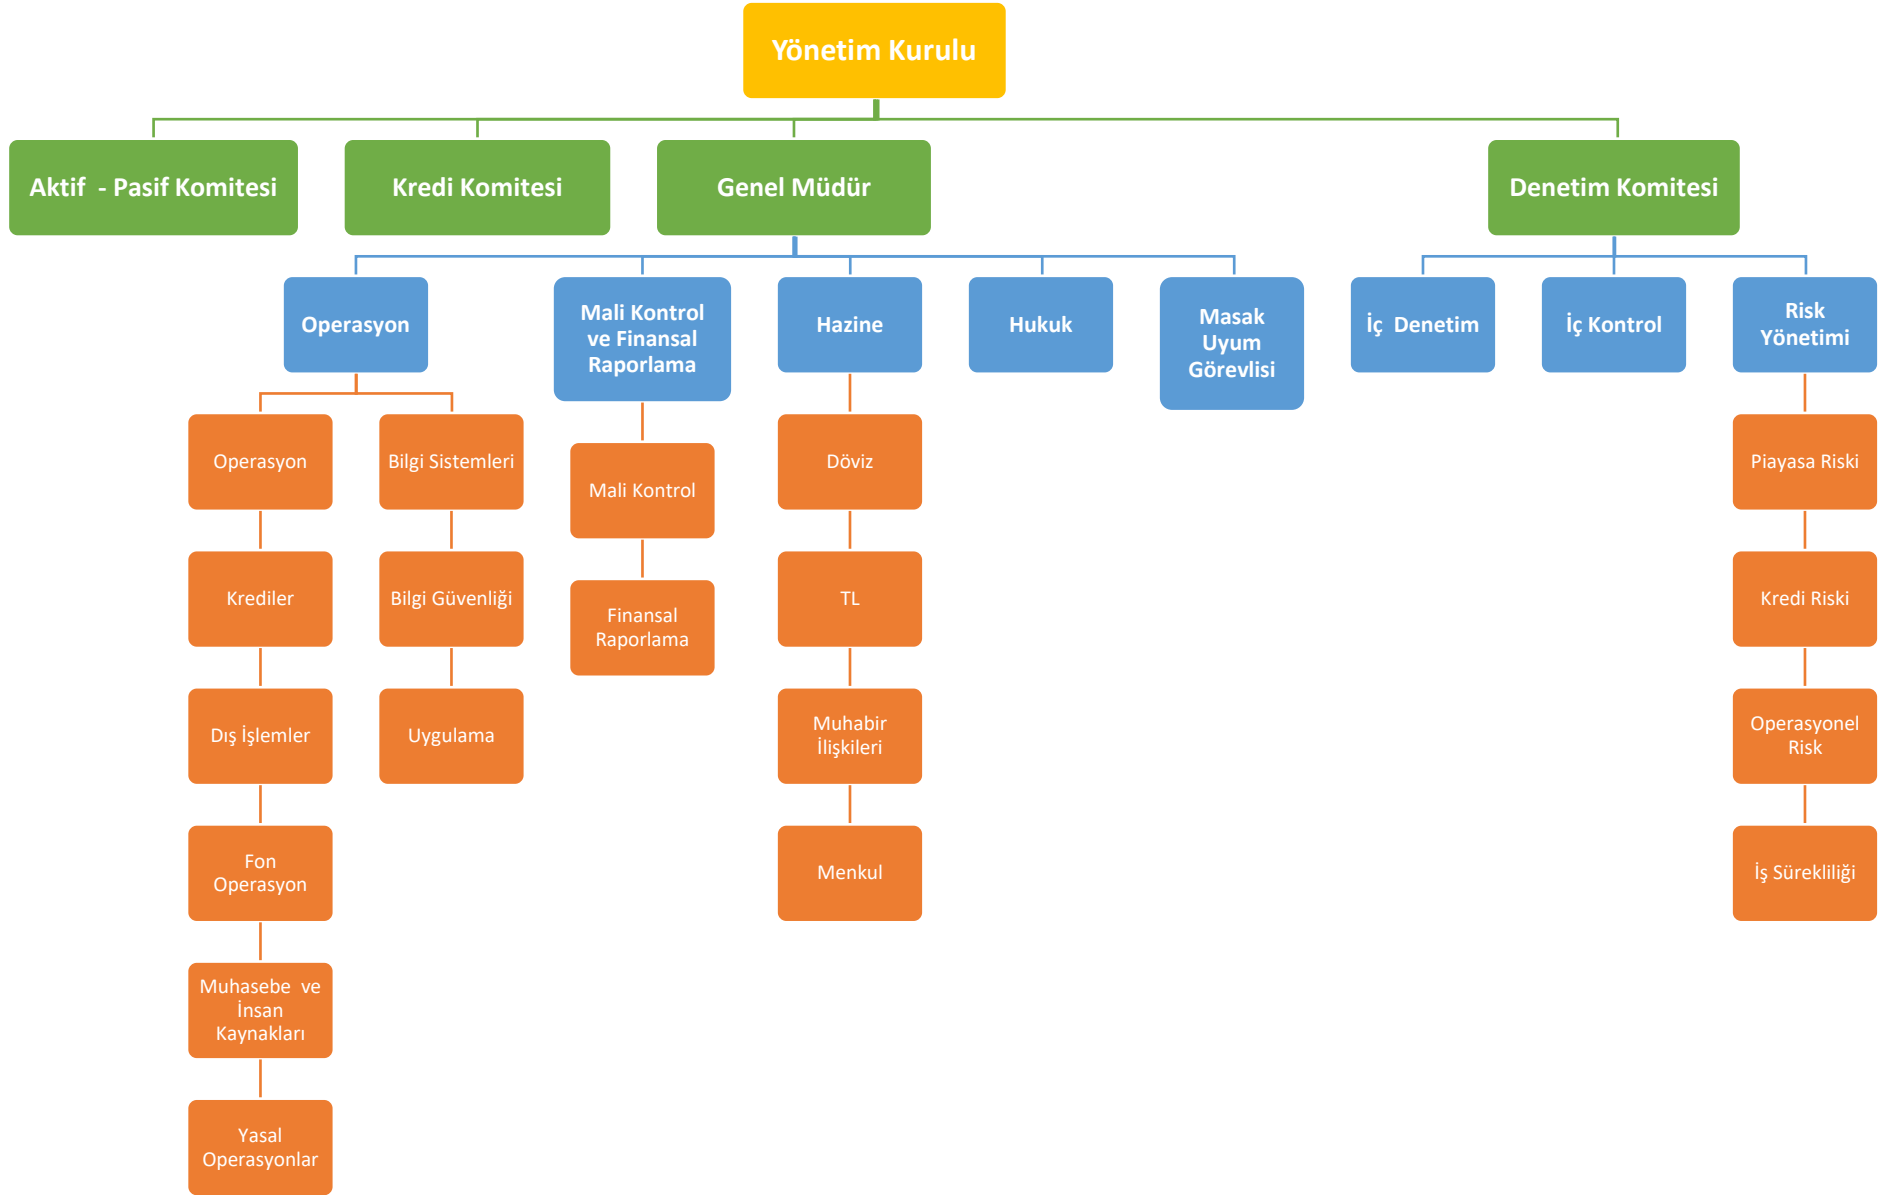 Yönetim Kurulu
Aktif - Pasif Komitesi
Kredi Komitesi
Genel Müdür
Denetim Komitesi
Operasyon
Mali Kontrol
ve Finansal
Raporlama
Hazine
Hukuk
Masak
Uyum
Görevlisi
İç Denetim
İç Kontrol
Risk
Yönetimi
Operasyon
Krediler
Dış İşlemler
Fon
Operasyon
Muhasebe ve
İnsan
Kaynakları
Yasal
Operasyonlar
Bilgi Sistemleri
Bilgi Güvenliği
Uygulama
Mali Kontrol
Finansal
Raporlama
Döviz
TL
Muhabir
İlişkileri
Menkul
Piayasa Riski
Kredi Riski
Operasyonel
Risk
İş Sürekliliği